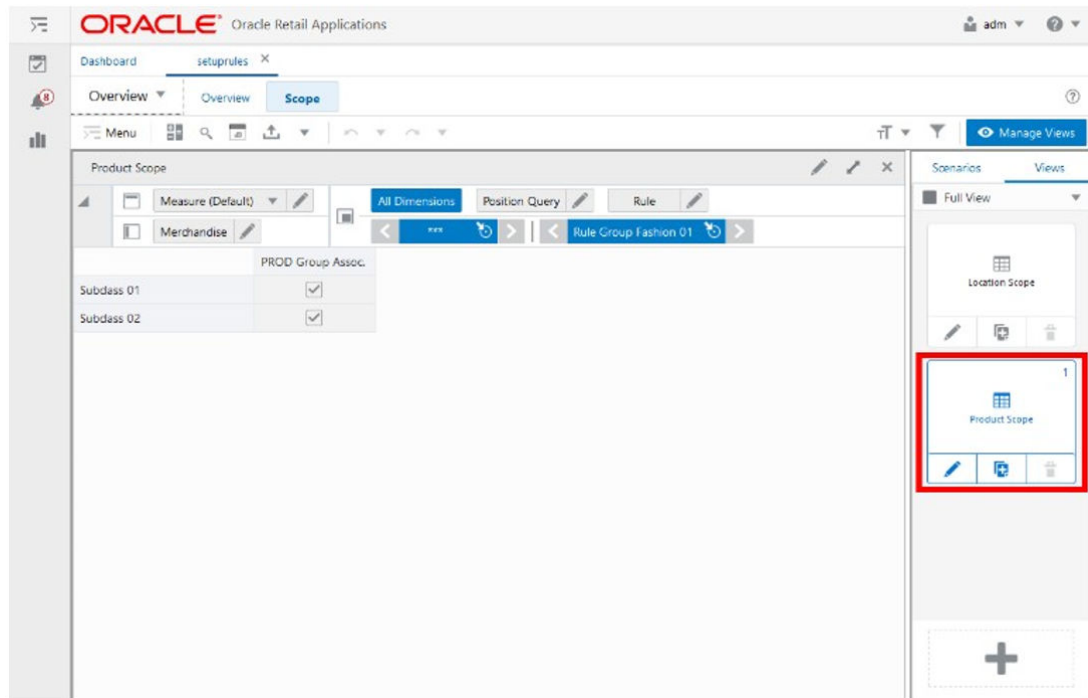 ORACLE® Oracle Retail Applications
adm
Dashboard setuprules
8
Overview Overview Scope
Menu
Manage Views
Product Scope
Scenarios Views
Measure (Default) All Dimensions Position Query Rule
Full View
Merchandise *** Rule Group Fashion 01
PROD Group Assoc.
Subclass 01
Subclass 02
Location Scope
1
Product Scope